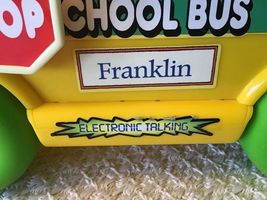 OP
CHOOL BUS
Franklin
ELECTRONIC TALKING